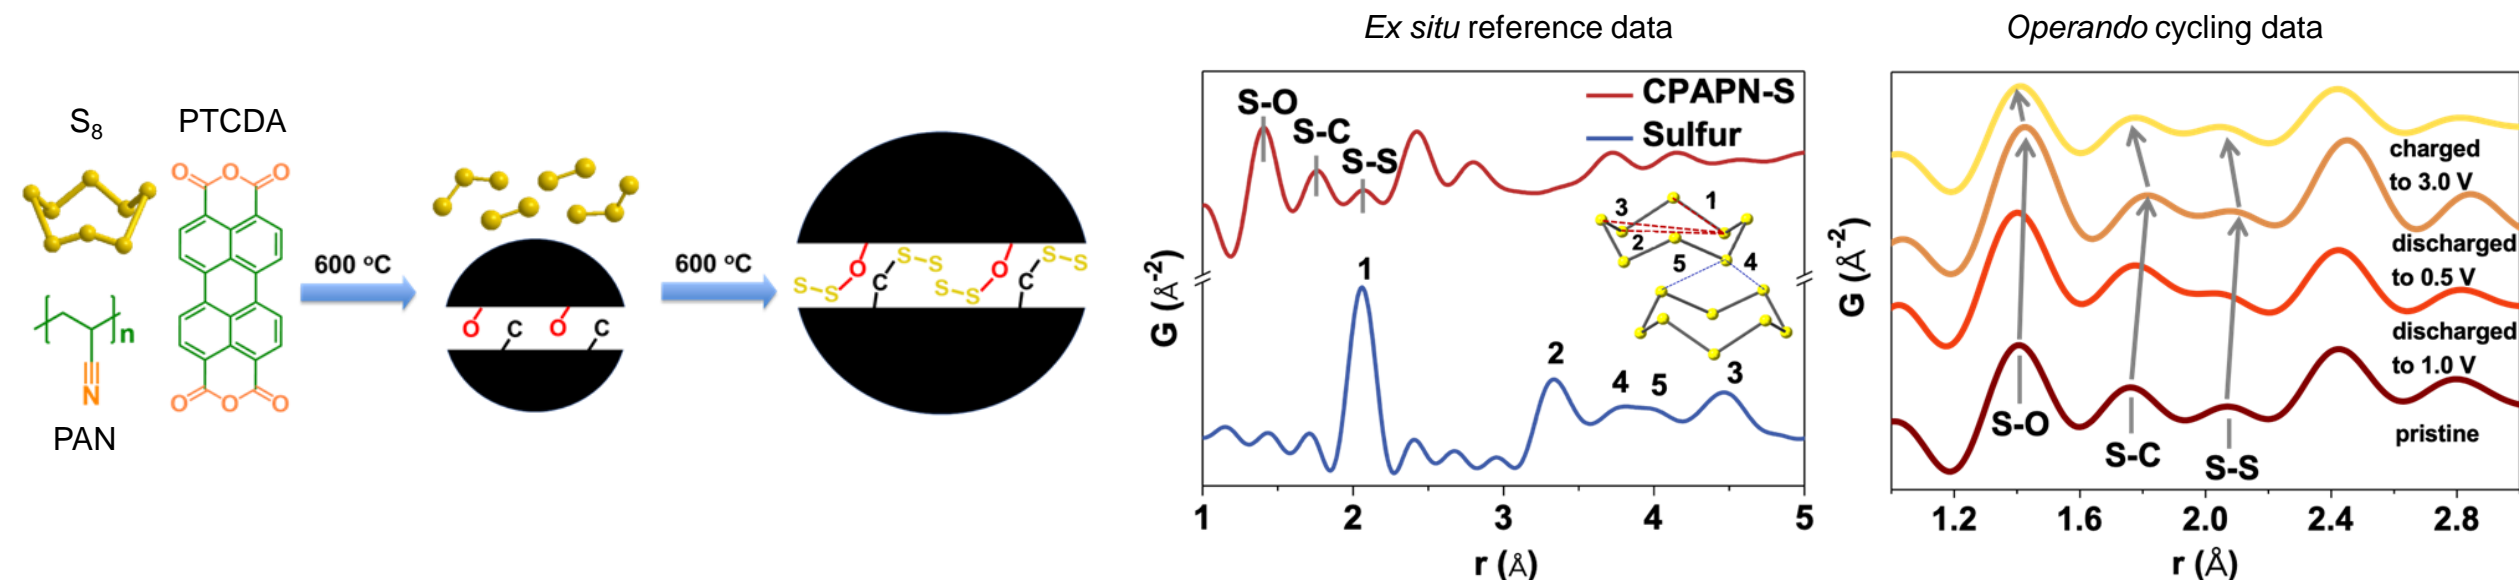 S8
PTCDA
O
O
O
O
O
O
n
N
PAN
600 °C
O
C
O
C
600 °C
S
S
O
C
S
S
S
S
O
C
S
S
Ex situ reference data
S-O
S-C
S-S
CPAPN-S
Sulfur
1
2
4
5
3
3
1
2
5
4
G (Å-2)
1
2
3
4
5
r (Å)
Operando cycling data
charged
to 3.0 V
discharged
to 0.5 V
discharged
to 1.0 V
pristine
S-O
S-C
S-S
G (Å-2)
1.2
1.6
2.0
2.4
2.8
r (Å)